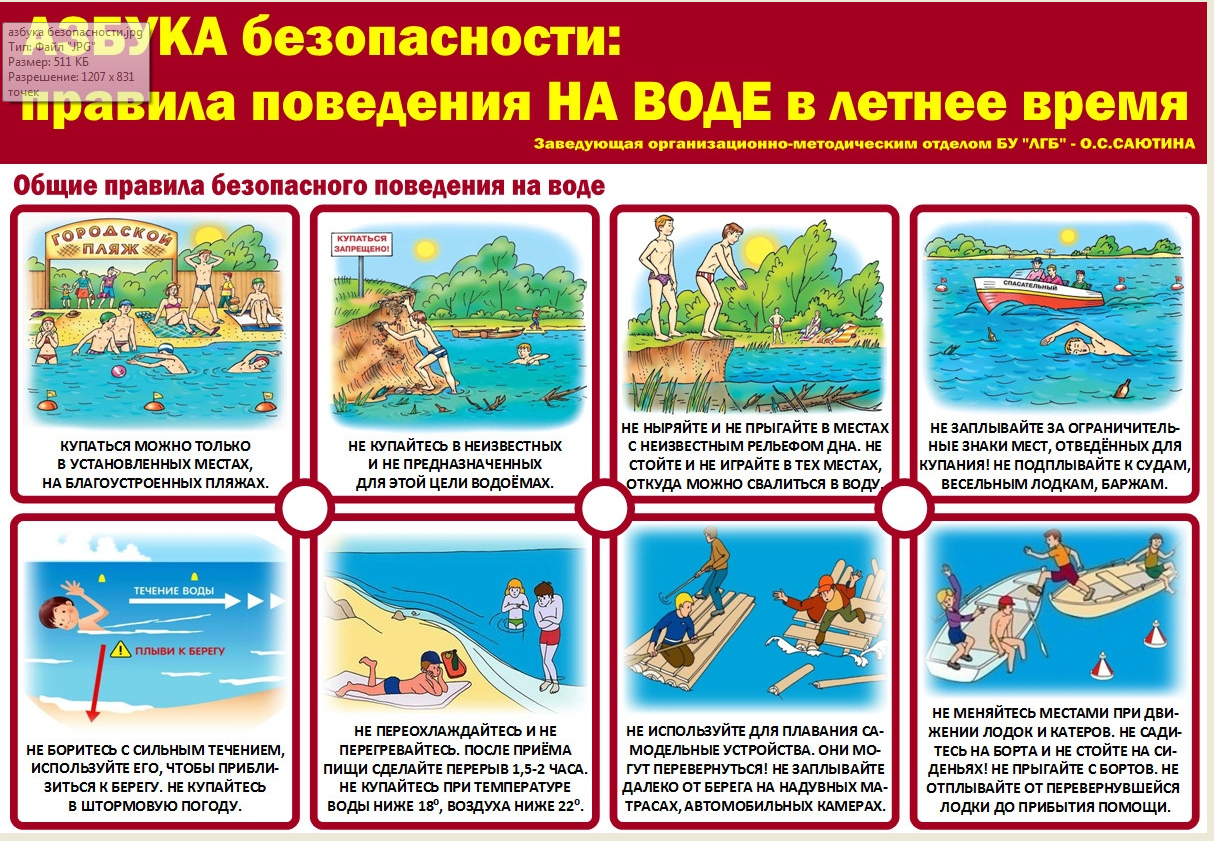 АЗБУКА безопасности:
правила поведения НА ВОДЕ в летнее время
азбука безопасности.jpg
Тип: Файл "JPG"
Размер: 511 КБ
Разрешение: 1207 x 831
точек
Заведующая организационно-методическим отделом БУ "ЛГБ" - О.С.САЮТИНА
Общие правила безопасного поведения на воде
ГОРОДСКОЙ
ПЛЯЖ
КУПАТЬСЯ МОЖНО ТОЛЬКО
В УСТАНОВЛЕННЫХ МЕСТАХ,
НА БЛАГОУСТРОЕННЫХ ПЛЯЖАХ.
КУПАТЬСЯ
ЗАПРЕЩЕНО!
НЕ КУПАЙТЕСЬ В НЕИЗВЕСТНЫХ
И НЕ ПРЕДНАЗНАЧЕННЫХ
ДЛЯ ЭТОЙ ЦЕЛИ ВОДОЁМАХ.
НЕ НЫРЯЙТЕ И НЕ ПРЫГАЙТЕ В МЕСТАХ
С НЕИЗВЕСТНЫМ РЕЛЬЕФОМ ДНА. НЕ
СТОЙТЕ И НЕ ИГРАЙТЕ В ТЕХ МЕСТАХ,
ОТКУДА МОЖНО СВАЛИТЬСЯ В ВОДУ.
СПАСАТЕЛЬНЫЙ
НЕ ЗАПЛЫВАЙТЕ ЗА ОГРАНИЧИТЕЛЬ-
НЫЕ ЗНАКИ МЕСТ, ОТВЕДЁННЫХ ДЛЯ
КУПАНИЯ! НЕ ПОДПЛЫВАЙТЕ К СУДАМ,
ВЕСЕЛЬНЫМ ЛОДКАМ, БАРЖАМ.
ТЕЧЕНИЕ ВОДЫ
ПЛЫВИ К БЕРЕГУ
НЕ БОРИТЕСЬ С СИЛЬНЫМ ТЕЧЕНИЕМ,
ИСПОЛЬЗУЙТЕ ЕГО, ЧТОБЫ ПРИБЛИ-
ЗИТЬСЯ К БЕРЕГУ. НЕ КУПАЙТЕСЬ
В ШТОРМОВУЮ ПОГОДУ.
НЕ ПЕРЕОХЛАЖДАЙТЕСЬ И НЕ
ПЕРЕГРЕВАЙТЕСЬ. ПОСЛЕ ПРИЁМА
ПИЩИ СДЕЛАЙТЕ ПЕРЕРЫВ 1,5-2 ЧАСА.
НЕ КУПАЙТЕСЬ ПРИ ТЕМПЕРАТУРЕ
ВОДЫ НИЖЕ 18⁰, ВОЗДУХА НИЖЕ 22⁰.
НЕ ИСПОЛЬЗУЙТЕ ДЛЯ ПЛАВАНИЯ СА-
МОДЕЛЬНЫЕ УСТРОЙСТВА. ОНИ МО-
ГУТ ПЕРЕВЕРНУТЬСЯ! НЕ ЗАПЛЫВАЙТЕ
ДАЛЕКО ОТ БЕРЕГА НА НАДУВНЫХ МА-
ТРАСАХ, АВТОМОБИЛЬНЫХ КАМЕРАХ.
НЕ МЕНЯЙТЕСЬ МЕСТАМИ ПРИ ДВИ-
ЖЕНИИ ЛОДОК И КАТЕРОВ. НЕ САДИ-
ТЕСЬ НА БОРТА И НЕ СТОЙТЕ НА СИ-
ДЕНЬЯХ! НЕ ПРЫГАЙТЕ С БОРТОВ. НЕ
ОТПЛЫВАЙТЕ ОТ ПЕРЕВЕРНУВШЕЙСЯ
ЛОДКИ ДО ПРИБЫТИЯ ПОМОЩИ.